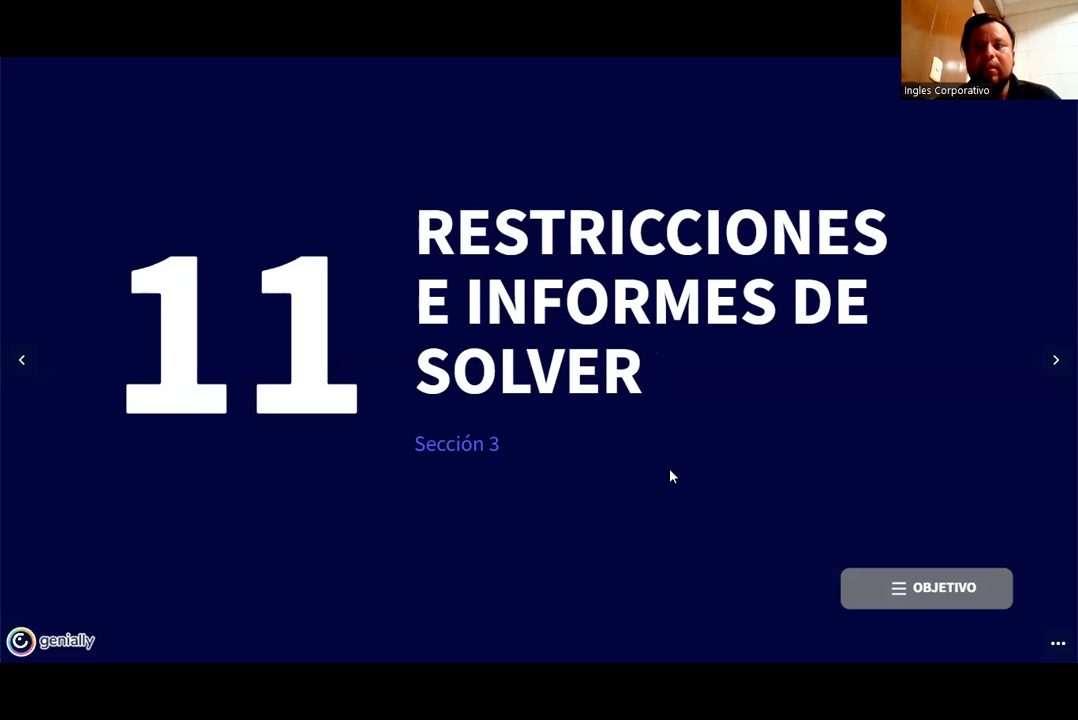 Ingles Corporativo
11
RESTRICCIONES
E INFORMES DE
SOLVER
Sección 3
OBJETIVO
genially